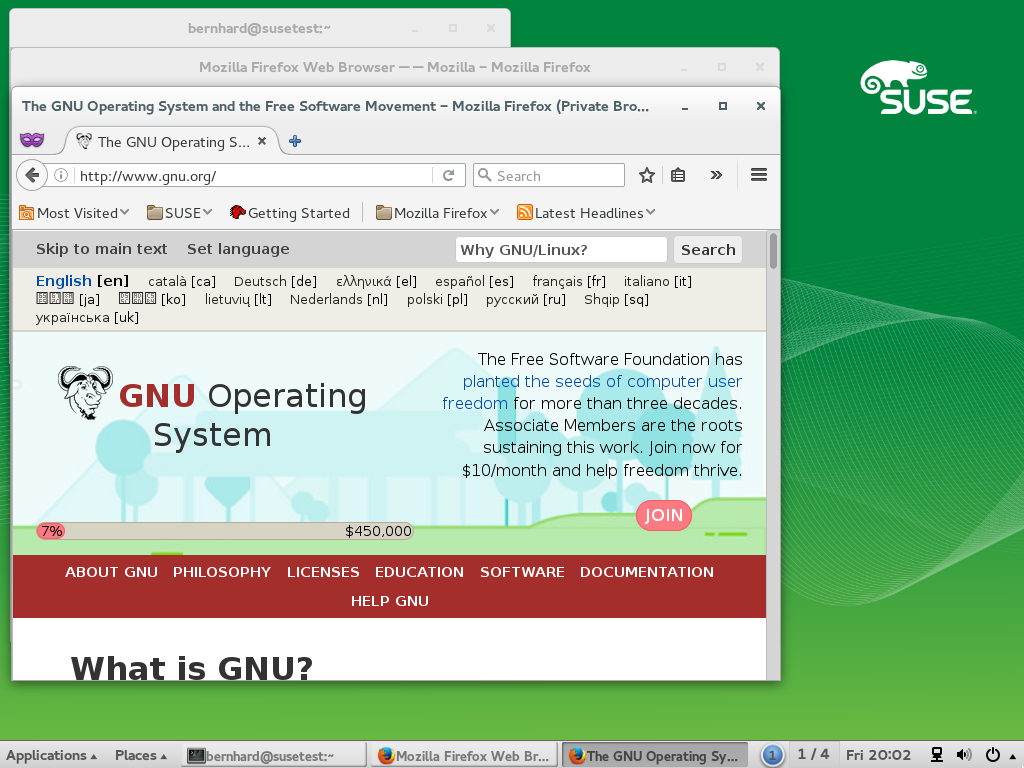 bernhard@susetest:~
Mozilla Firefox Web Browser — — Mozilla – Mozilla Firefox
The GNU Operating System and the Free Software Movement – Mozilla Firefox (Private Bro...
The GNU Operating S...
http://www.gnu.org/
Search
Most Visited SUSE Getting Started Mozilla Firefox Latest Headlines
Skip to main text Set language Why GNU/Linux? Search
English [en] català [ca] Deutsch [de] ελληνικά [el] español [es] français [fr] italiano [it]
[ja] [ko] lietuvių [lt] Nederlands [nl] polski [pl] русский [ru] Shqip [sq]
українська [uk]
GNU Operating
System
The Free Software Foundation has
planted the seeds of computer user
freedom for more than three decades.
Associate Members are the roots
sustaining this work. Join now for
$10/month and help freedom thrive.
JOIN
7% $450,000
ABOUT GNU PHILOSOPHY LICENSES EDUCATION SOFTWARE DOCUMENTATION
HELP GNU
What is GNU?
SUSE
Applications Places bernhard@susetest:~ Mozilla Firefox Web Br... The GNU Operating Sy... 1 1 / 4 Fri 20:02